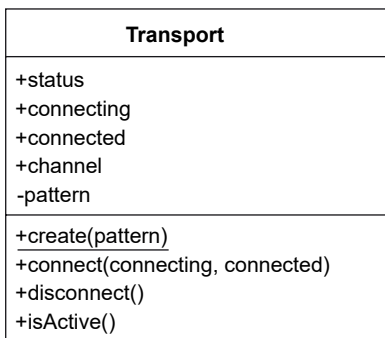 Transport
+status
+connecting
+connected
+channel
-pattern
+create(pattern)
+connect(connecting, connected)
+disconnect()
+isActive()